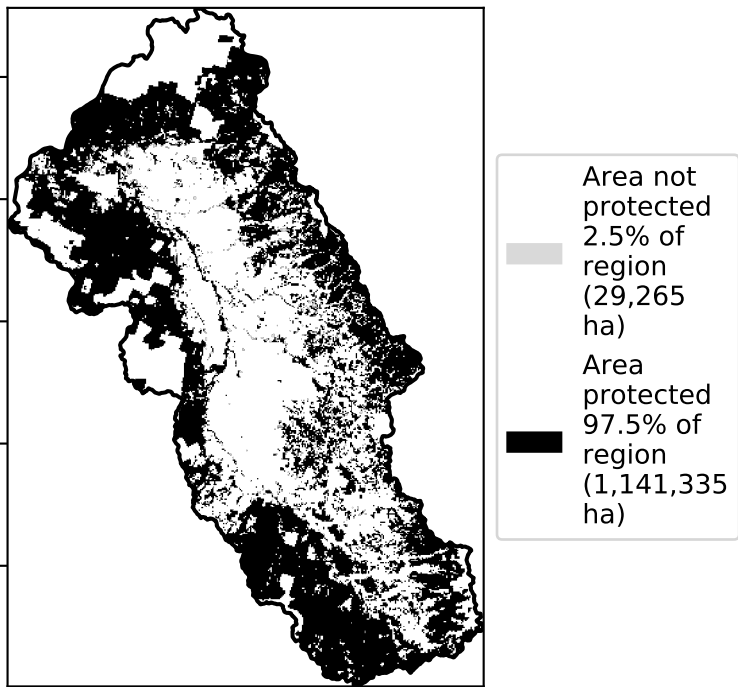 Area not
protected
2.5% of
region
(29,265
ha)
Area
protected
97.5% of
region
(1,141,335
ha)